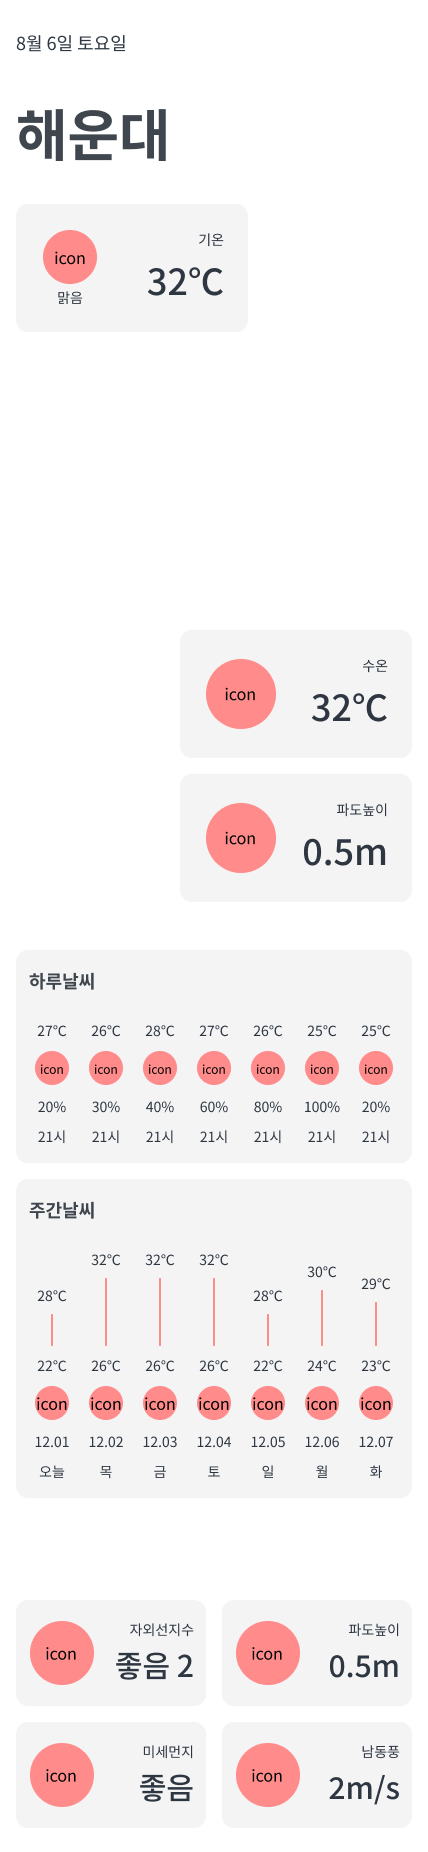 8월 6일 토요일
해운대
icon
맑음
기온
32°C
icon
수온
32°C
icon
파도높이
0.5m
하루날씨
27°C 26°C 28°C 27°C 26°C 25°C 25°C
icon icon icon icon icon icon icon
20% 30% 40% 60% 80% 100% 20%
21시 21시 21시 21시 21시 21시 21시
주간날씨
28°C 32°C 32°C 32°C 28°C 30°C 29°C
22°C 26°C 26°C 26°C 22°C 24°C 23°C
icon icon icon icon icon icon icon
12.01 12.02 12.03 12.04 12.05 12.06 12.07
오늘 목 금 토 일 월 화
icon
자외선지수
좋음 2
icon
파도높이
0.5m
icon
미세먼지
좋음
icon
남동풍
2m/s